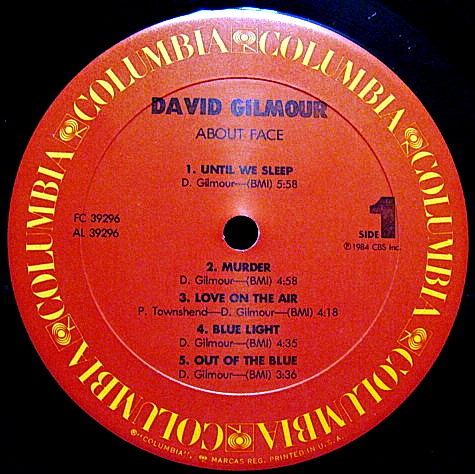 COLUMBIA COLUMBIA COLUMBIA COLUMBIA COLUMBIA COLUMBIA
DAVID GILMOUR
ABOUT FACE
1. UNTIL WE SLEEP
D. Gilmour—(BMI) 5:58
FC 39296
AL 39296
SIDE 1
℗1984 CBS Inc.
2. MURDER
D. Gilmour—(BMI) 4:58
3. LOVE ON THE AIR
P. Townshend—D. Gilmour—(BMI) 4:18
4. BLUE LIGHT
D. Gilmour—(BMI) 4:35
5. OUT OF THE BLUE
D. Gilmour—(BMI) 3:36
®"COLUMBIA", MARCAS REG. PRINTED IN U.S.A.